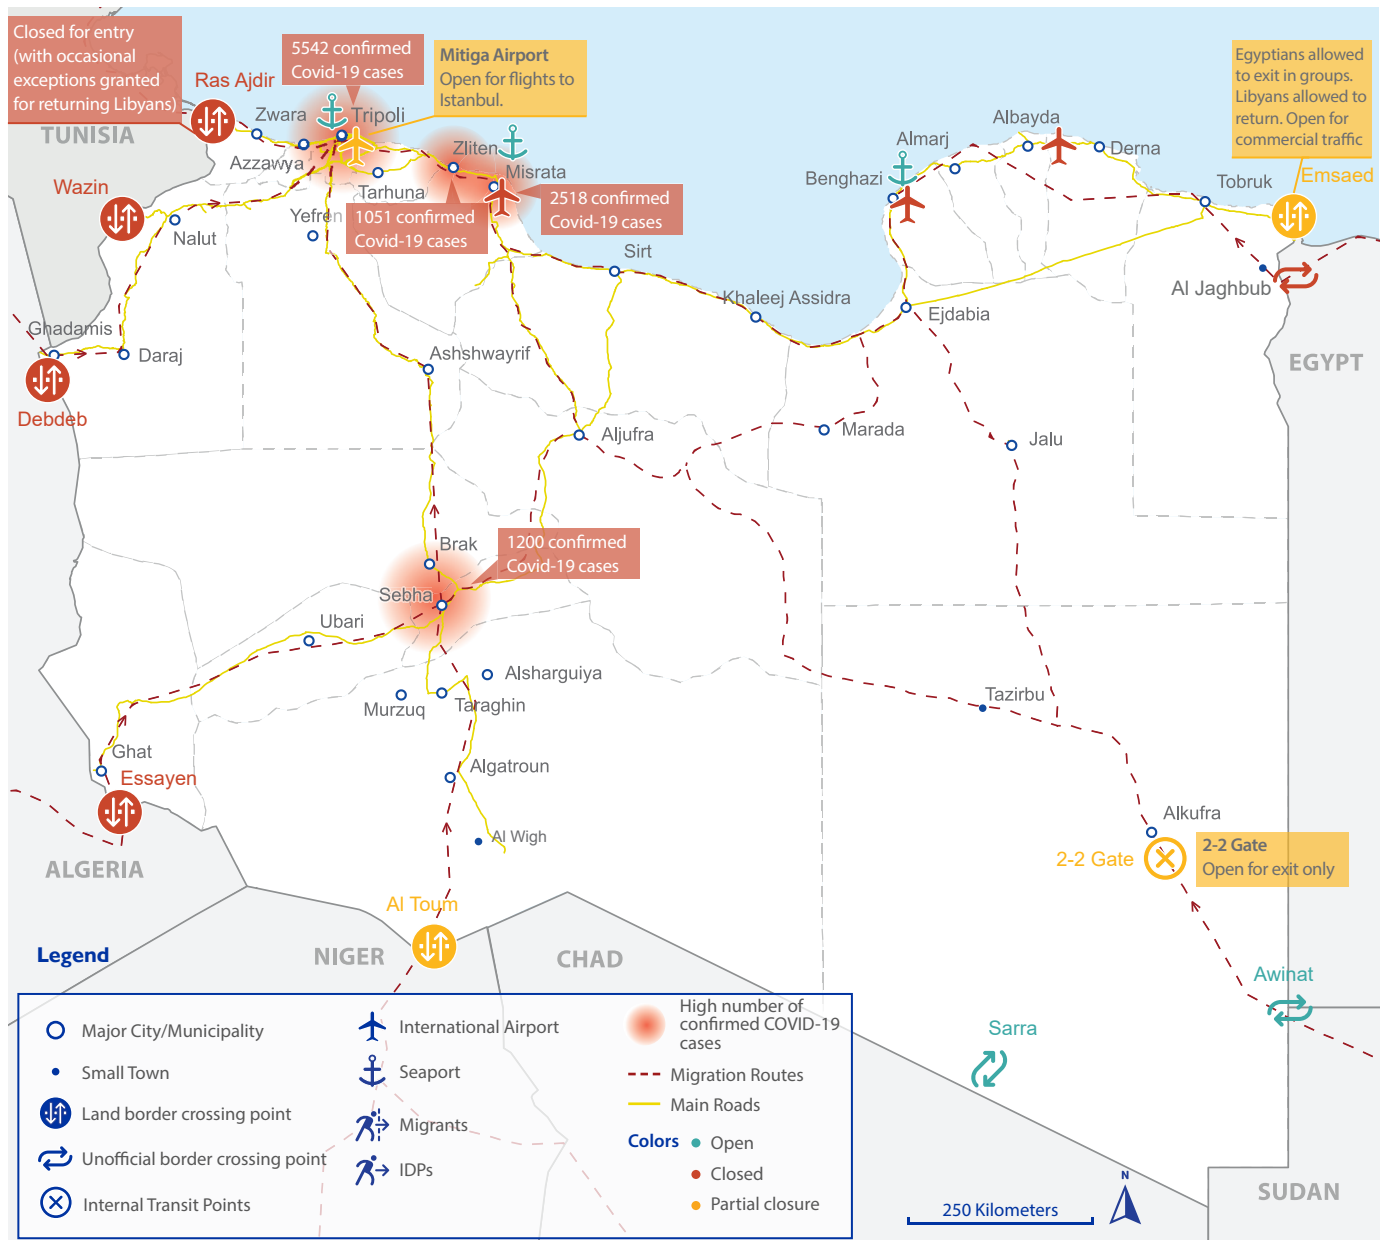 Closed for entry
(with occasional
exceptions granted
for returning Libyans)
5542 confirmed
Covid-19 cases
Mitiga Airport
Open for flights to
Istanbul.
Egyptians allowed
to exit in groups.
Libyans allowed to
return. Open for
commercial traffic
Ras Ajdir
TUNISIA
Zwara
Tripoli
Azzawya
Zliten
Misrata
Tarhuna
Wazin
Nalut
Yefren
1051 confirmed
Covid-19 cases
2518 confirmed
Covid-19 cases
Benghazi
Almarj
Albayda
Derna
Tobruk
Emsaed
Al Jaghbub
EGYPT
Sirt
Khaleej Assidra
Ejdabia
Ghadamis
Daraj
Debdeb
Ashshwayrif
Aljufra
Marada
Jalu
Brak
1200 confirmed
Covid-19 cases
Sebha
Ubari
Alsharguiya
Murzuq
Taraghin
Tazirbu
Ghat
Essayen
Algatroun
Al Wigh
ALGERIA
Alkufra
2-2 Gate
2-2 Gate
Open for exit only
Al Toum
NIGER
CHAD
Awinat
Sarra
SUDAN
Legend
Major City/Municipality
Small Town
Land border crossing point
Unofficial border crossing point
Internal Transit Points
International Airport
Seaport
Migrants
IDPs
High number of
confirmed COVID-19
cases
Migration Routes
Main Roads
Colors
Open
Closed
Partial closure
250 Kilometers
N